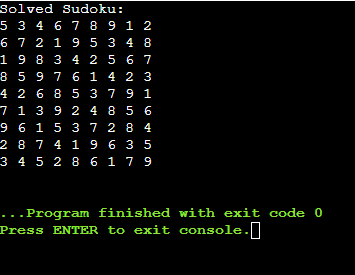 Solved Sudoku:
5 3 4 6 7 8 9 1 2
6 7 2 1 9 5 3 4 8
1 9 8 3 4 2 5 6 7
8 5 9 7 6 1 4 2 3
4 2 6 8 5 3 7 9 1
7 1 3 9 2 4 8 5 6
9 6 1 5 3 7 2 8 4
2 8 7 4 1 9 6 3 5
3 4 5 2 8 6 1 7 9
...Program finished with exit code 0
Press ENTER to exit console.